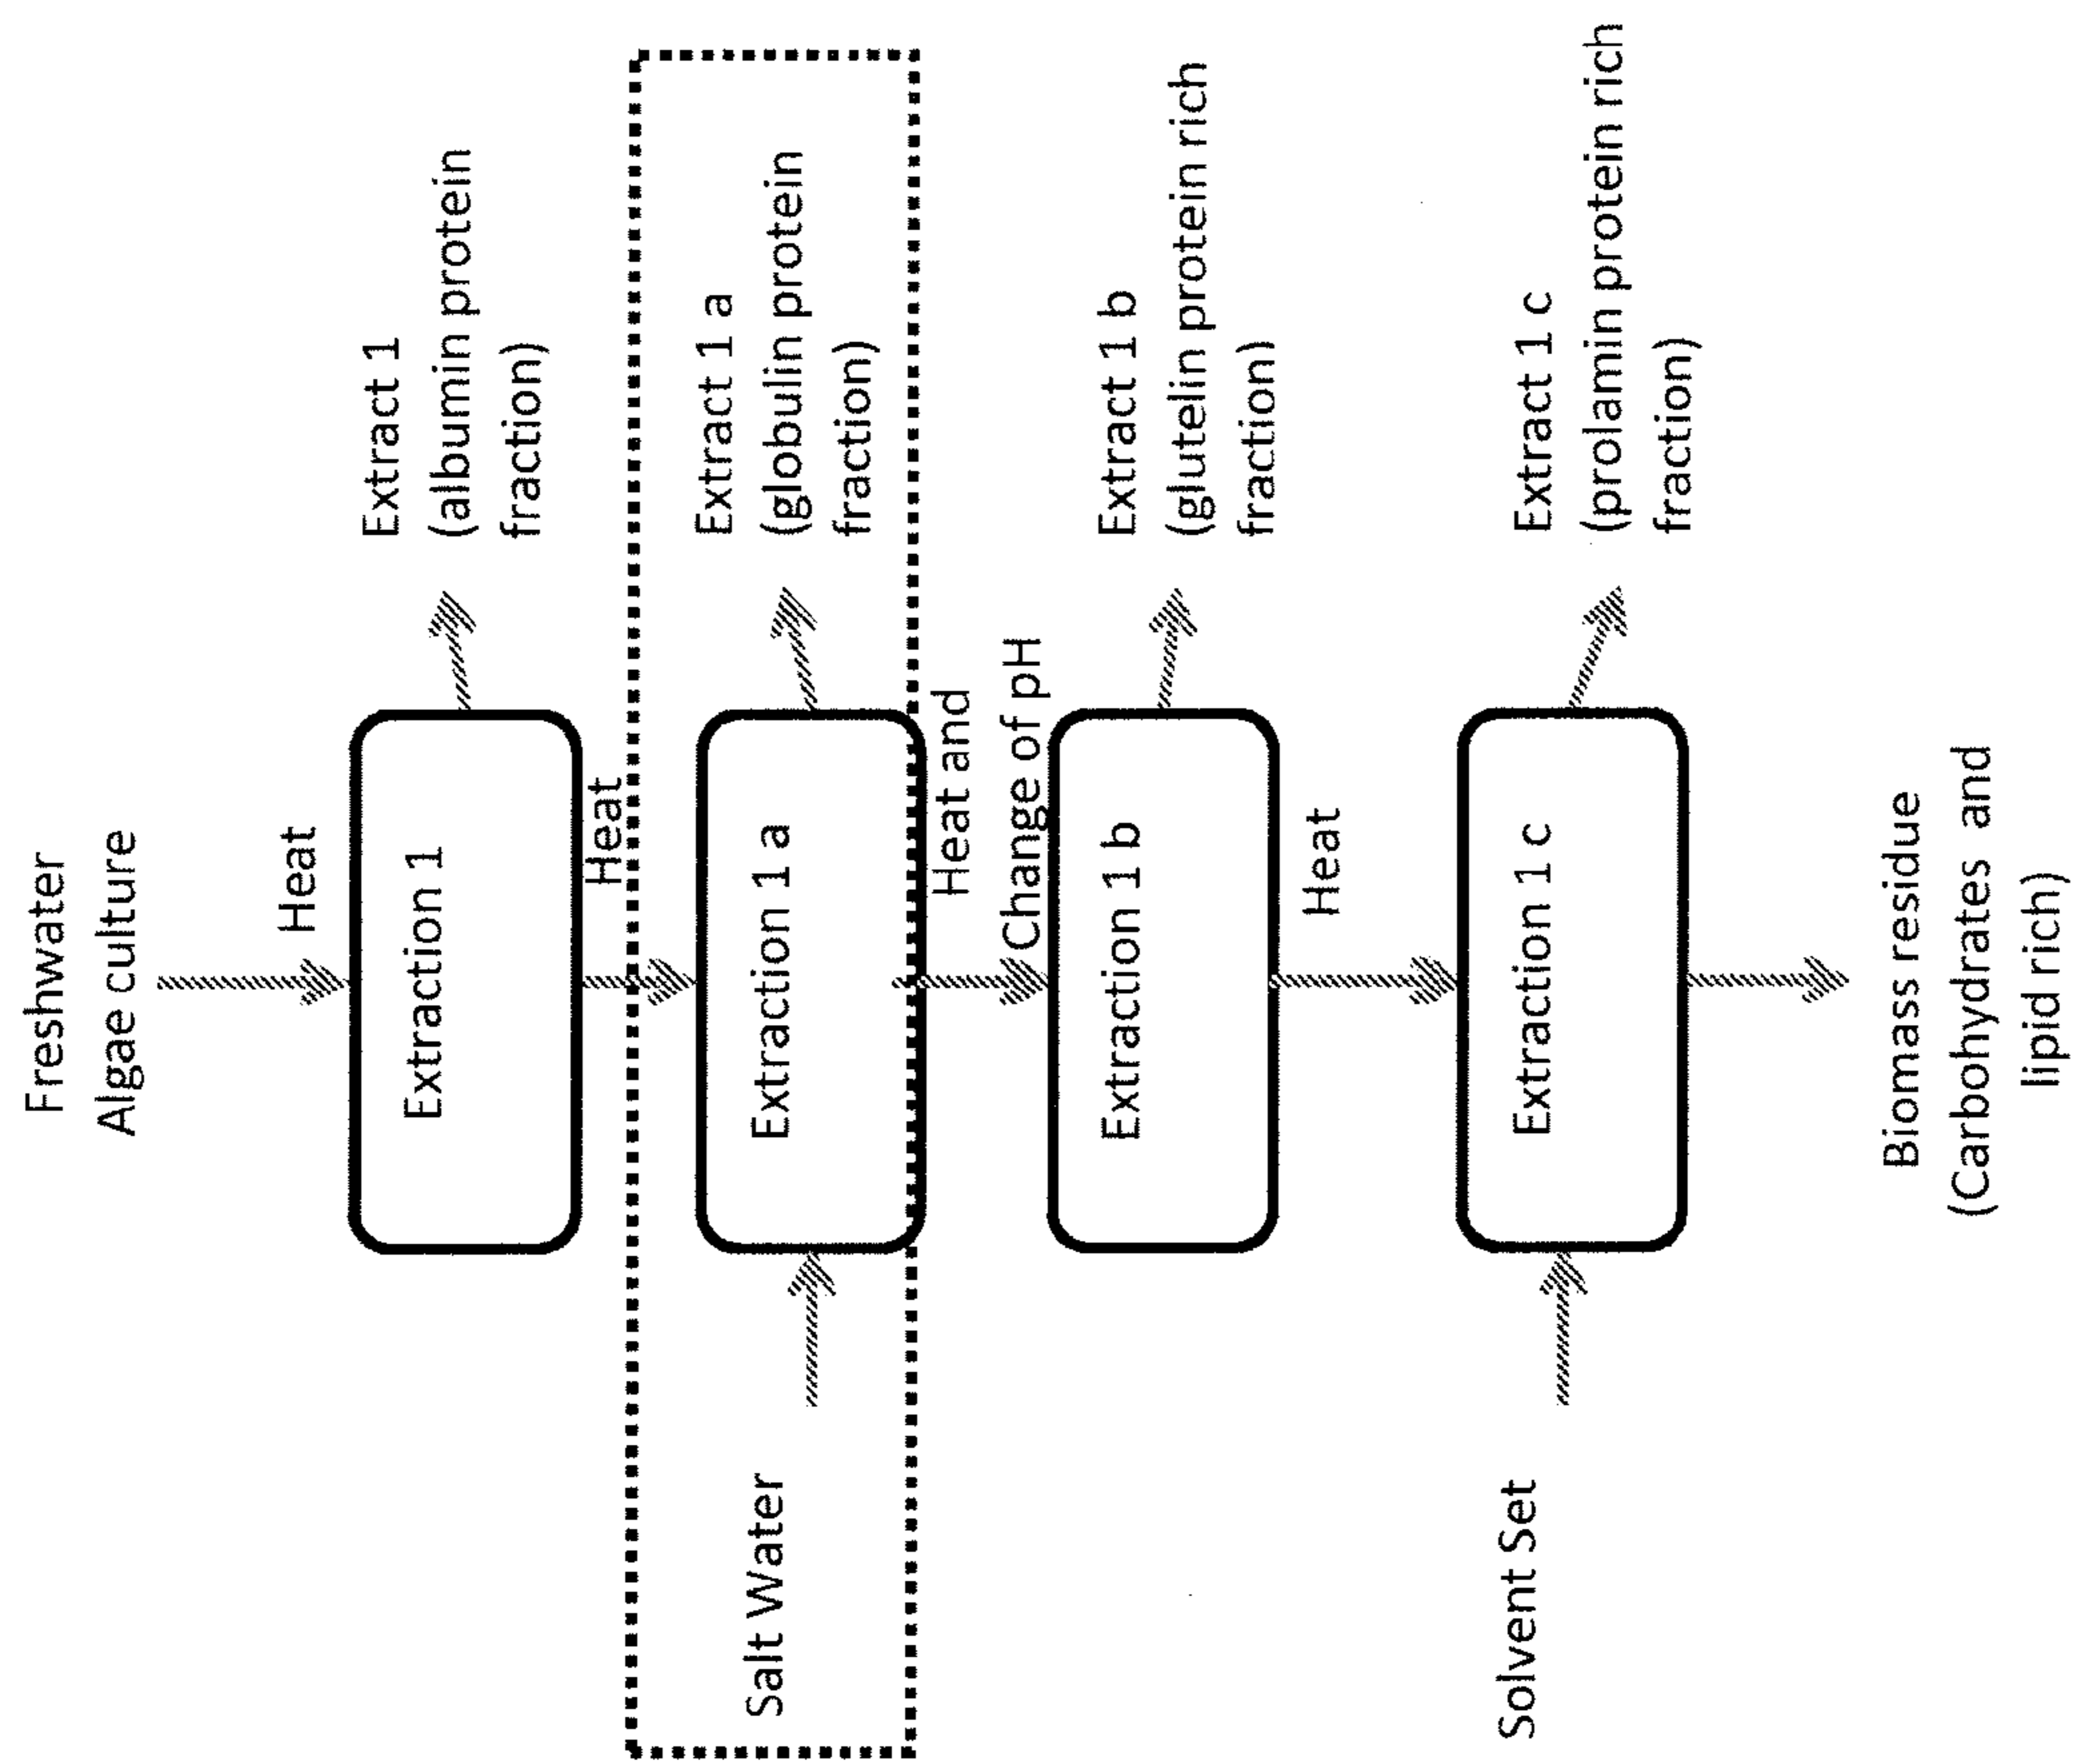 Freshwater
Algae culture
Heat
Extraction 1
Extract 1
(albumin protein
fraction)
Heat
Salt Water
Extraction 1 a
Extract 1 a
(globulin protein
fraction)
Heat and
Change of pH
Extraction 1 b
Extract 1 b
(glutelin protein rich
fraction)
Heat
Solvent Set
Extraction 1 c
Extract 1 c
(prolamin protein rich
fraction)
Biomass residue
(Carbohydrates and
lipid rich)